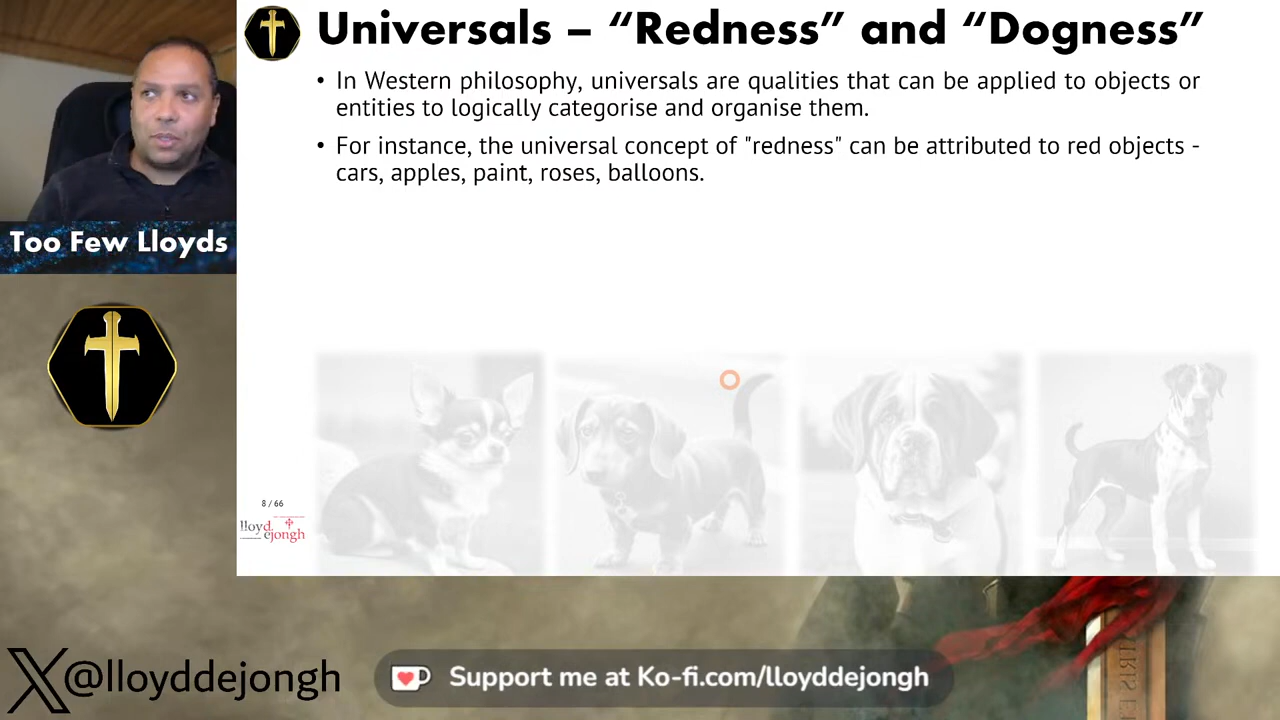 Universals – “Redness” and “Dogness”
• In Western philosophy, universals are qualities that can be applied to objects or
entities to logically categorise and organise them.
• For instance, the universal concept of "redness" can be attributed to red objects -
cars, apples, paint, roses, balloons.
Too Few Lloyds
8 / 66
lloyd
ejongh
X@lloyddejongh
Support me at Ko-fi.com/lloyddejongh